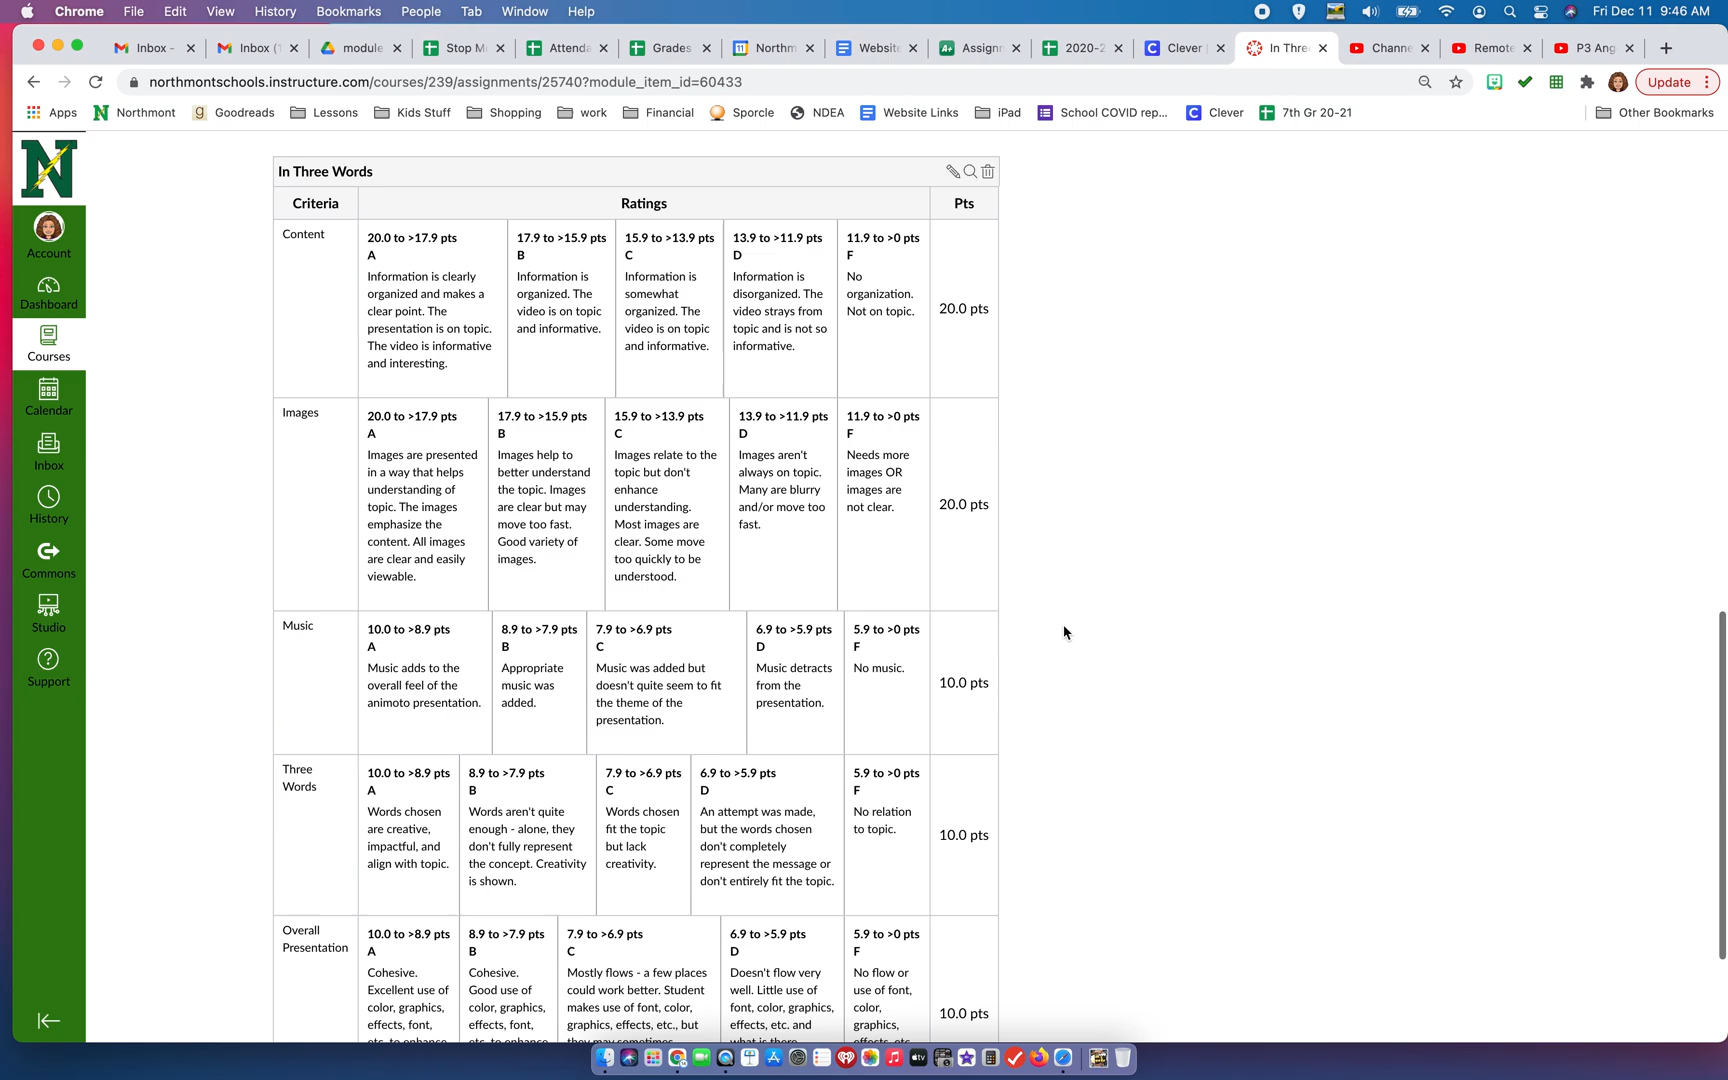 Chrome File Edit View History Bookmarks People Tab Window Help Fri Dec 11 9:46 AM
Inbox - Inbox (1 module Stop M Attenda Grades Northm Website Assignm 2020-2 Clever In Three Channe Remote P3 Ang
northmontschools.instructure.com/courses/239/assignments/25740?module_item_id=60433 Update
Apps Northmont Goodreads Lessons Kids Stuff Shopping work Financial Sporcle NDEA Website Links iPad School COVID rep... Clever 7th Gr 20-21 Other Bookmarks
N
Account
Dashboard
Courses
Calendar
Inbox
History
Commons
Studio
Support
In Three Words
Criteria Ratings Pts
Content
20.0 to >17.9 pts
A
Information is clearly
organized and makes a
clear point. The
presentation is on topic.
The video is informative
and interesting.
17.9 to >15.9 pts
B
Information is
organized. The
video is on topic
and informative.
15.9 to >13.9 pts
C
Information is
somewhat
organized. The
video is on topic
and informative.
13.9 to >11.9 pts
D
Information is
disorganized. The
video strays from
topic and is not so
informative.
11.9 to >0 pts
F
No
organization.
Not on topic.
20.0 pts
Images
20.0 to >17.9 pts
A
Images are presented
in a way that helps
understanding of
topic. The images
emphasize the
content. All images
are clear and easily
viewable.
17.9 to >15.9 pts
B
Images help to
better understand
the topic. Images
are clear but may
move too fast.
Good variety of
images.
15.9 to >13.9 pts
C
Images relate to the
topic but don't
enhance
understanding.
Most images are
clear. Some move
too quickly to be
understood.
13.9 to >11.9 pts
D
Images aren't
always on topic.
Many are blurry
and/or move too
fast.
11.9 to >0 pts
F
Needs more
images OR
images are
not clear.
20.0 pts
Music
10.0 to >8.9 pts
A
Music adds to the
overall feel of the
animoto presentation.
8.9 to >7.9 pts
B
Appropriate
music was
added.
7.9 to >6.9 pts
C
Music was added but
doesn't quite seem to fit
the theme of the
presentation.
6.9 to >5.9 pts
D
Music detracts
from the
presentation.
5.9 to >0 pts
F
No music.
10.0 pts
Three
Words
10.0 to >8.9 pts
A
Words chosen
are creative,
impactful, and
align with topic.
8.9 to >7.9 pts
B
Words aren't quite
enough - alone, they
don't fully represent
the concept. Creativity
is shown.
7.9 to >6.9 pts
C
Words chosen
fit the topic
but lack
creativity.
6.9 to >5.9 pts
D
An attempt was made,
but the words chosen
don't completely
represent the message or
don't entirely fit the topic.
5.9 to >0 pts
F
No relation
to topic.
10.0 pts
Overall
Presentation
10.0 to >8.9 pts
A
Cohesive.
Excellent use of
color, graphics,
effects, font,
etc. to enhance
8.9 to >7.9 pts
B
Cohesive.
Good use of
color, graphics,
effects, font,
etc. to enhance
7.9 to >6.9 pts
C
Mostly flows - a few places
could work better. Student
makes use of font, color,
graphics, effects, etc., but
they may sometimes
6.9 to >5.9 pts
D
Doesn't flow very
well. Little use of
font, color, graphics,
effects, etc. and
what is there
5.9 to >0 pts
F
No flow or
use of font,
color,
graphics,
effects, etc.
10.0 pts